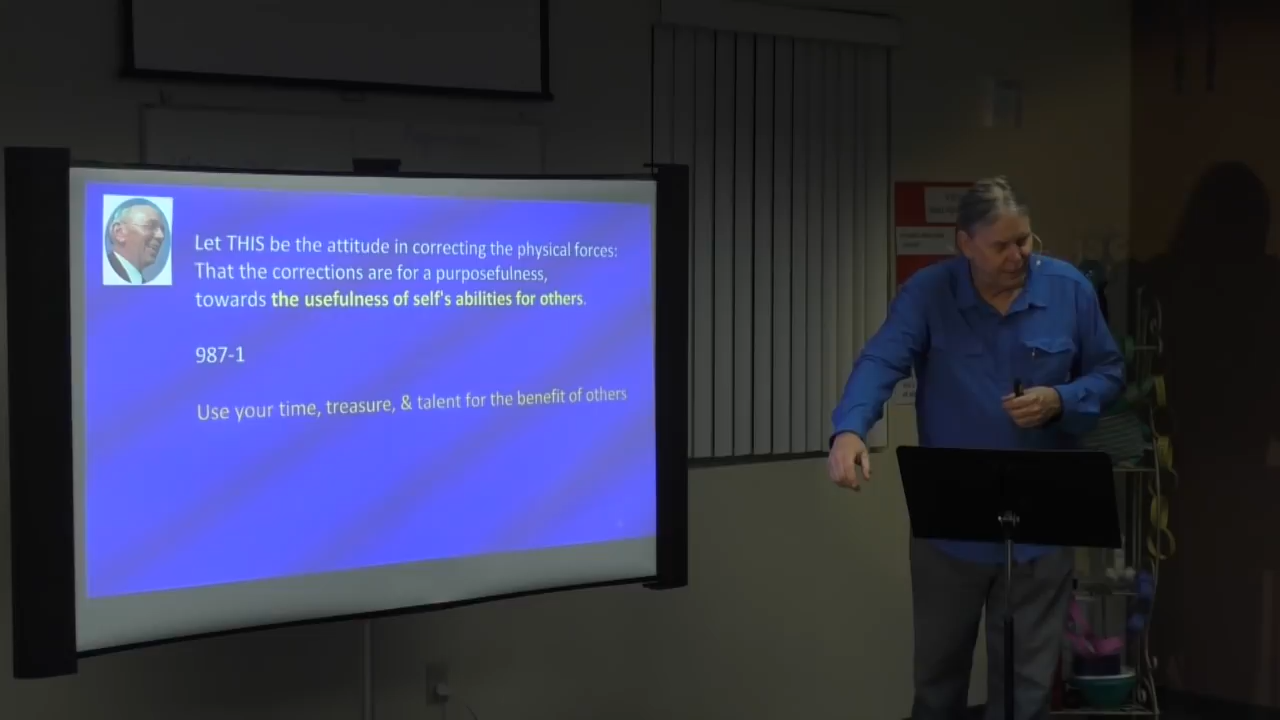 Let THIS be the attitude in correcting the physical forces:
That the corrections are for a purposefulness,
towards the usefulness of self's abilities for others.
987-1
Use your time, treasure, & talent for the benefit of others